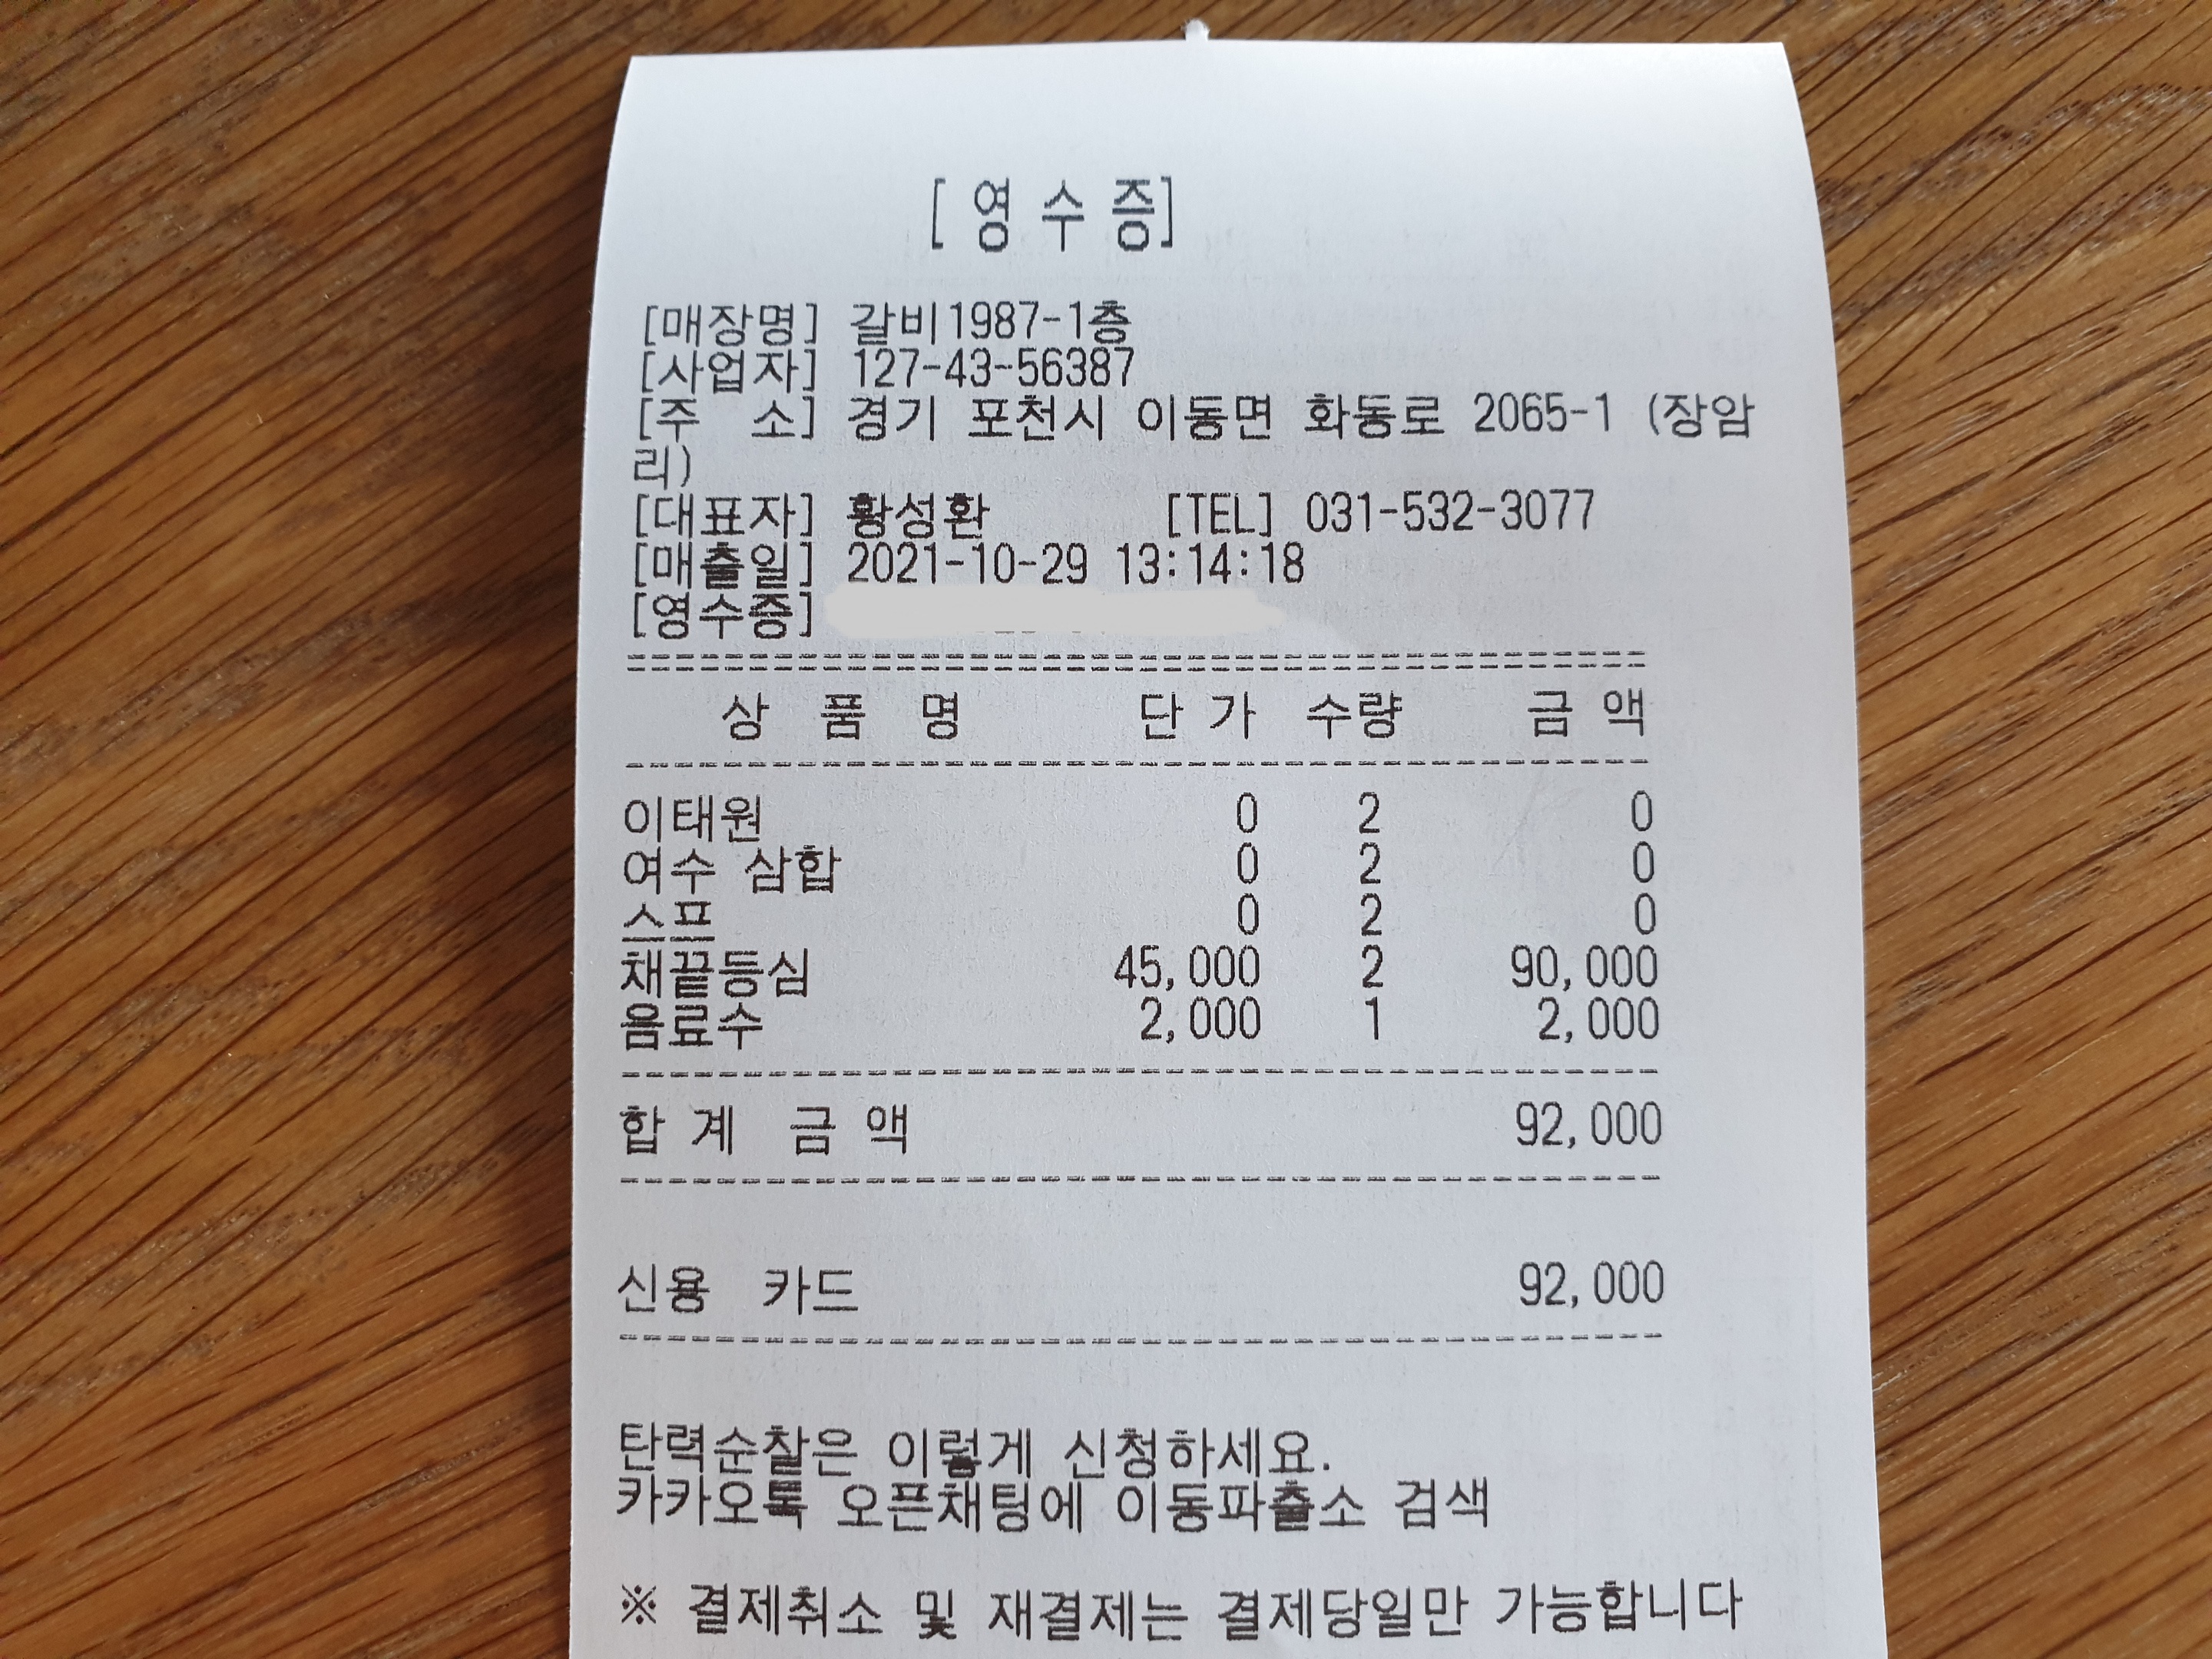 [ 영 수 증]
[매장명] 갈비1987-1층
[사업자] 127-43-56387
[주  소] 경기 포천시 이동면 화동로 2065-1 (장암
리)
[대표자] 황성환 [TEL] 031-532-3077
[매출일] 2021-10-29 13:14:18
[영수증]
==========================================
상 품 명 단 가 수량 금 액
------------------------------------------
이태원 0 2 0
여수 삼합 0 2 0
스프 0 2 0
채끝등심 45,000 2 90,000
음료수 2,000 1 2,000
------------------------------------------
합 계 금 액 92,000
------------------------------------------
신용 카드 92,000
------------------------------------------
탄력순찰은 이렇게 신청하세요.
카카오톡 오픈채팅에 이동파출소 검색
※ 결제취소 및 재결제는 결제당일만 가능합니다